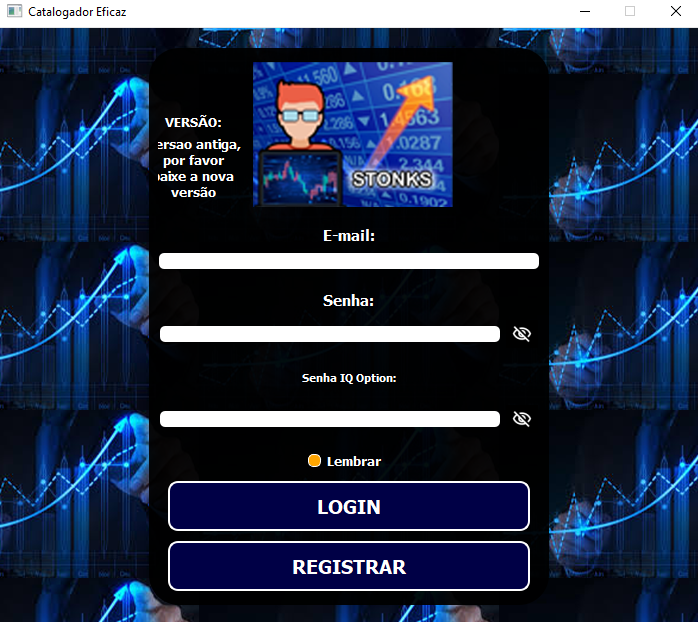 Catalogador Eficaz
VERSÃO:
ersao antiga,
por favor
baixe a nova
versão
STONKS
E-mail:
Senha:
Senha IQ Option:
Lembrar
LOGIN
REGISTRAR